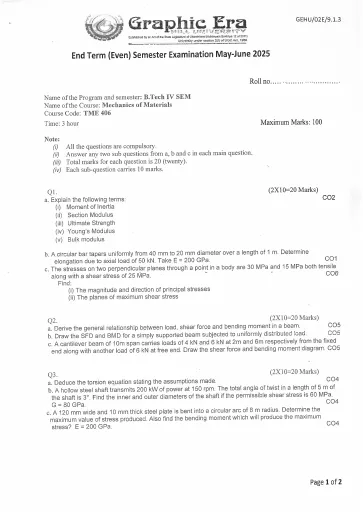 GEHU/02E/9.1.3
Graphic Era
HILL UNIVERSITY
End Term (Even) Semester Examination May-June 2025
Roll no..... ........... ..................
Name of the Program and semester: B.Tech IV SEM
Name of the Course: Mechanics of Materials
Course Code: TME 406
Time: 3 hour Maximum Marks: 100
Note:
(i) All the questions are compulsory.
(ii) Answer any two sub questions from a, b and c in each main question.
(iii) Total marks for each question is 20 (twenty).
(iv) Each sub-question carries 10 marks.
Q1. (2X10=20 Marks)
a. Explain the following terms CO2
(i) Moment of Inertia
(ii) Section Modulus
(iii) Ultimate Strength
(iv) Young's Modulus
(v) Bulk modulus
b. A circular bar tapers uniformly from 40 mm to 20 mm diameter over a length of 1 m. Determine
elongation due to axial load of 50 kN. Take E = 200 GPa. CO1
c. The stresses on two perpendicular planes through a point in a body are 30 MPa and 15 MPa both tensile
along with a shear stress of 25 MPa. CO6
Find:
(i) The magnitude and direction of principal stresses
(ii) The planes of maximum shear stress
Q2. (2X10=20 Marks)
a. Derive the general relationship between load, shear force and bending moment in a beam. CO5
b. Draw the SFD and BMD for a simply supported beam subjected to uniformly distributed load. CO5
c. A cantilever beam of 10m span carries loads of 4 kN and 6 kN at 2m and 6m respectively from the fixed
end along with another load of 6 kN at free end. Draw the shear force and bending moment diagram. CO5
Q3. (2X10=20 Marks)
a. Deduce the torsion equation stating the assumptions made. CO4
b. A hollow steel shaft transmits 200 kW of power at 150 rpm. The total angle of twist in a length of 5 m of
the shaft is 3°. Find the inner and outer diameters of the shaft if the permissible shear stress is 60 MPa.
G = 80 GPa. CO4
c. A 120 mm wide and 10 mm thick steel plate is bent into a circular arc of 8 m radius. Determine the
maximum value of stress produced. Also find the bending moment which will produce the maximum
stress? E = 200 GPa. CO4
Page 1 of 2